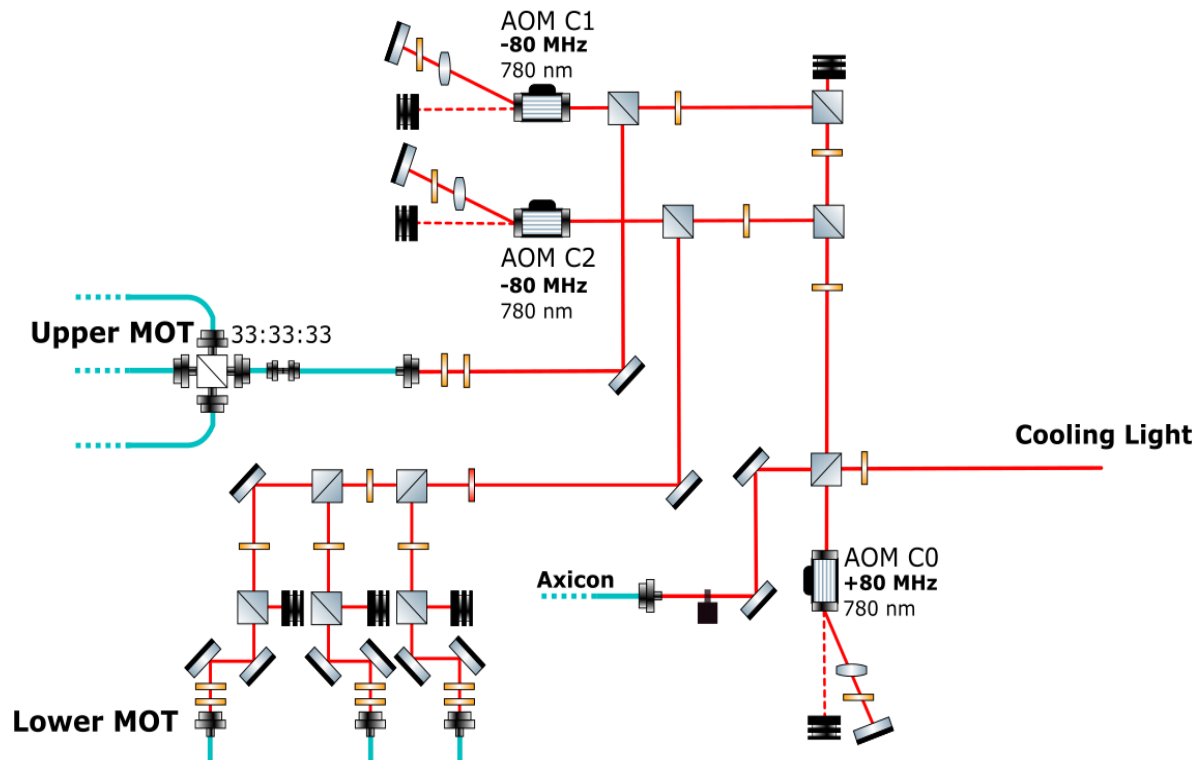 AOM C1
-80 MHz
780 nm
AOM C2
-80 MHz
780 nm
Upper MOT
33:33:33
Cooling Light
AOM C0
+80 MHz
780 nm
Axicon
Lower MOT